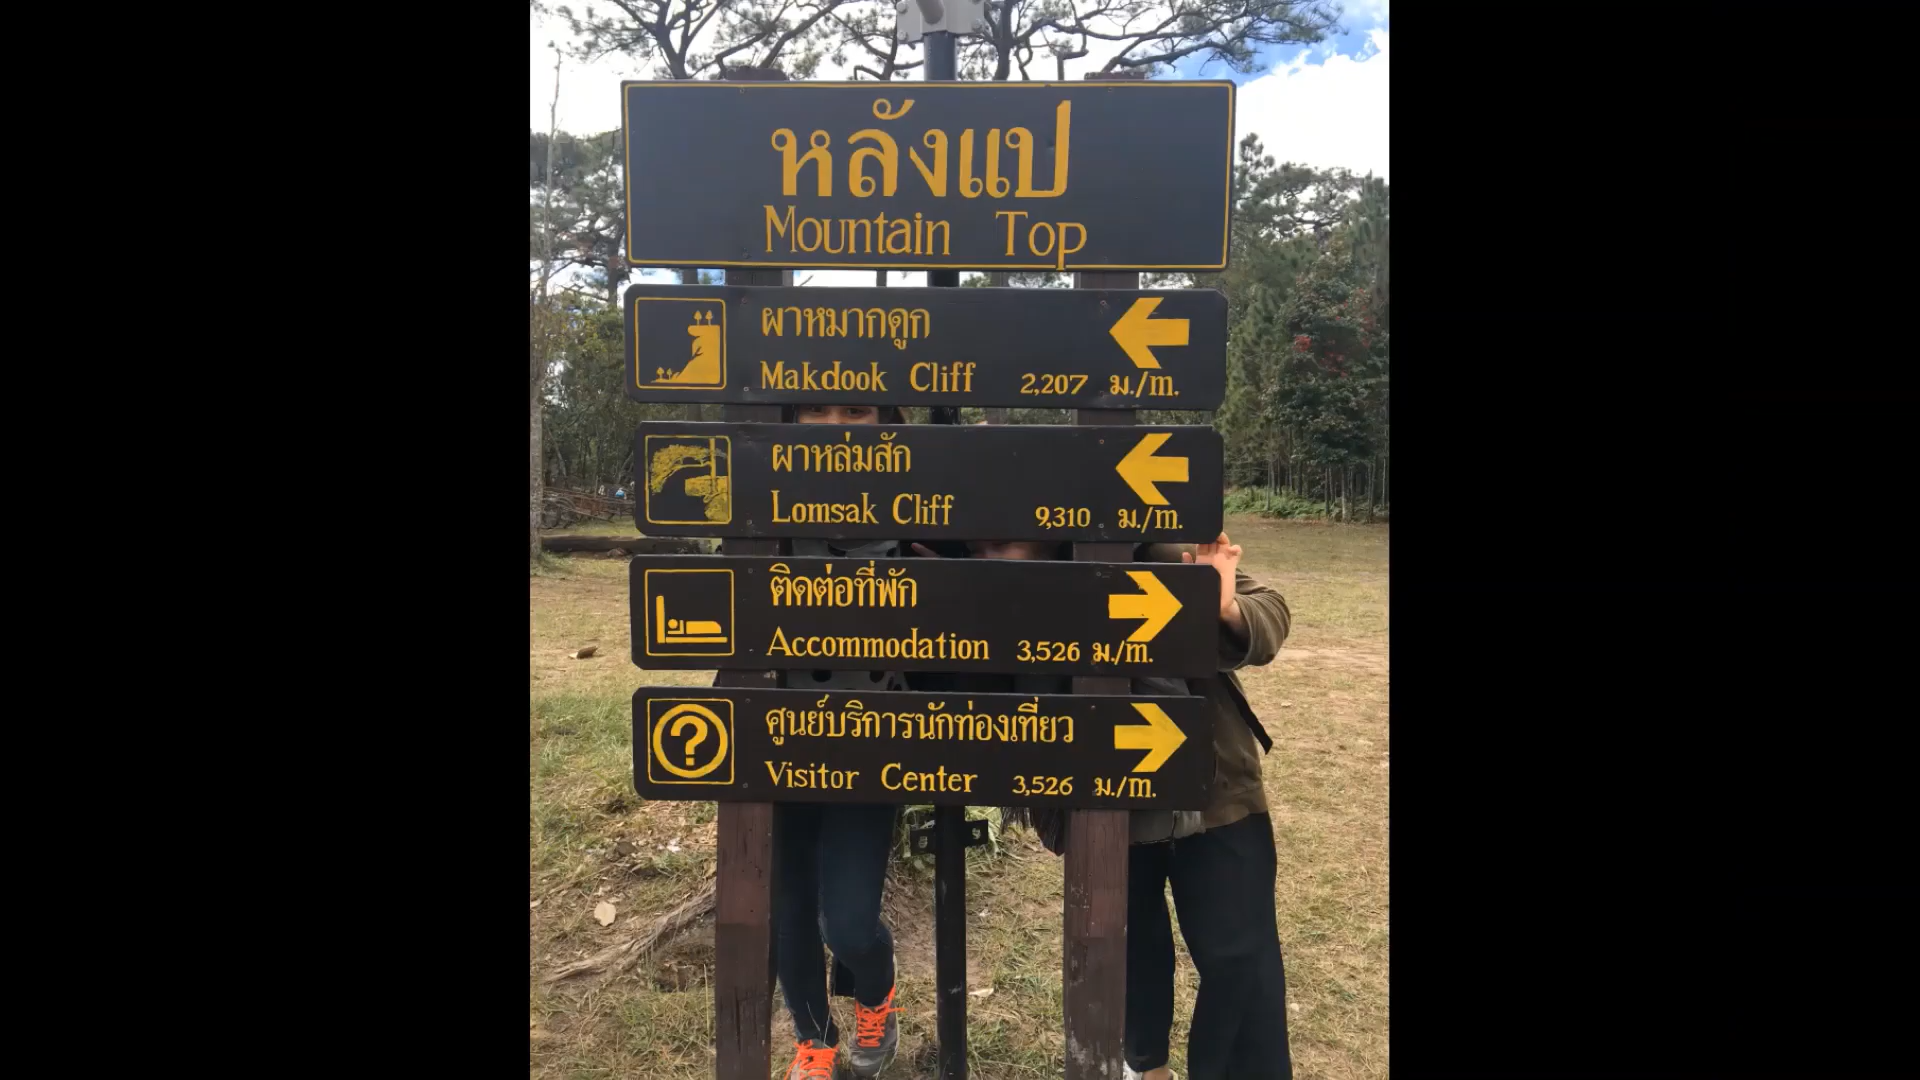 หลังแป
Mountain Top
ผาหมากดูก
Makdook Cliff 2,207 ม./m.
ผาหล่มสัก
Lomsak Cliff 9,310 ม./m.
ติดต่อที่พัก
Accommodation 3,526 ม./m.
?
ศูนย์บริการนักท่องเที่ยว
Visitor Center 3,526 ม./m.